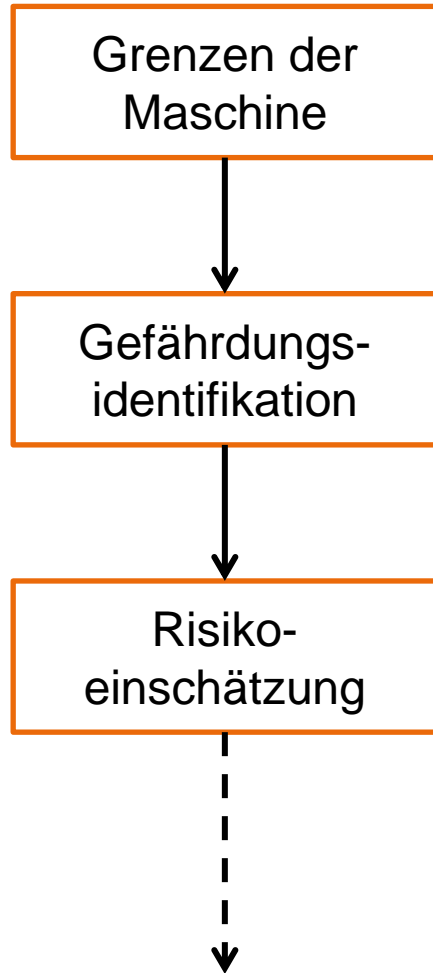 Grenzen der
Maschine
Gefährdungs-
identifikation
Risiko-
einschätzung